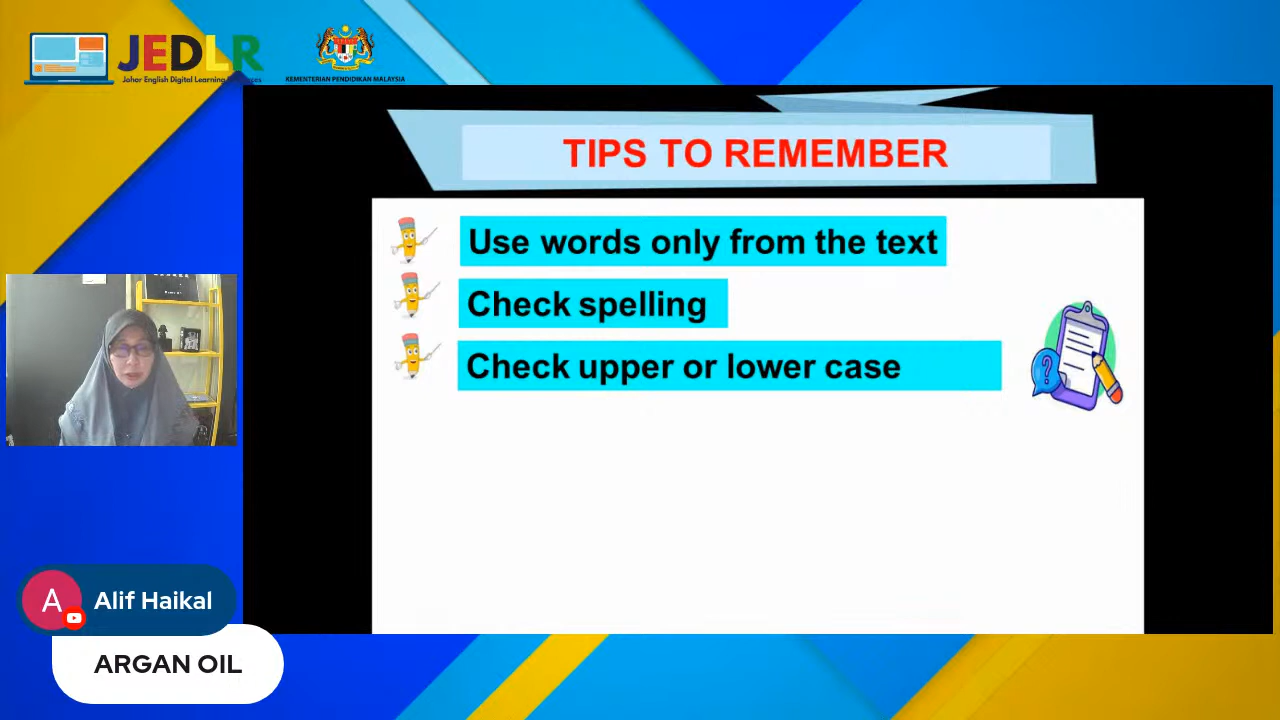 JEDLR
Johor English Digital Learning Resources
KEMENTERIAN PENDIDIKAN MALAYSIA
TIPS TO REMEMBER
Use words only from the text
Check spelling
Check upper or lower case
?
A
Alif Haikal
ARGAN OIL